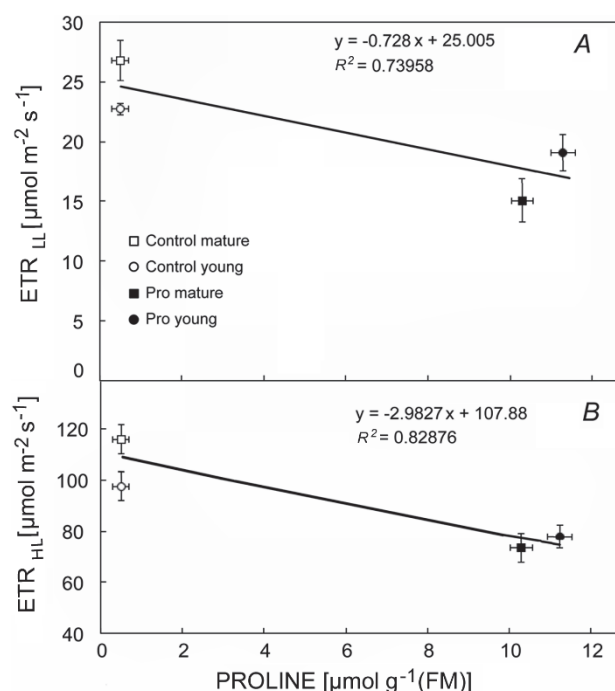 30
25
20
15
10
5
0
ETR LL [µmol m⁻² s⁻¹]
y = -0.728 x + 25.005
R² = 0.73958
A
Control mature
Control young
Pro mature
Pro young
120
100
80
60
40
ETR HL [µmol m⁻² s⁻¹]
y = -2.9827 x + 107.88
R² = 0.82876
B
0 2 4 6 8 10 12
PROLINE [µmol g⁻¹(FM)]